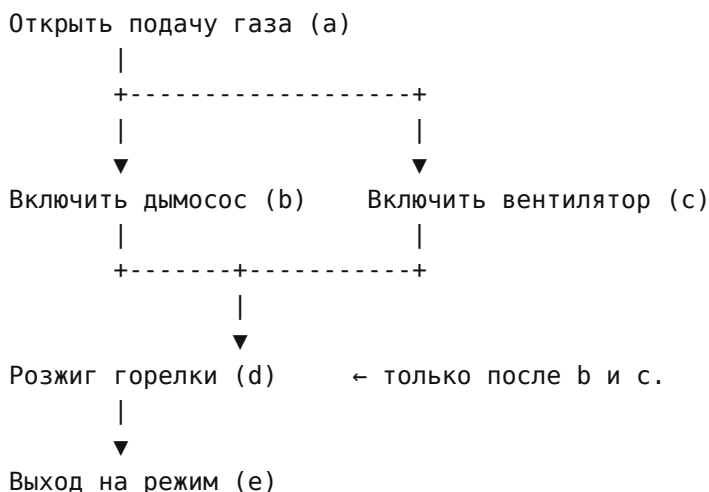 Открыть подачу газа (a)
|
+-------------------+
| |
▼ ▼
Включить дымосос (b) Включить вентилятор (c)
| |
+-------+-----------+
|
▼
Розжиг горелки (d) ← только после b и c.
|
▼
Выход на режим (e)